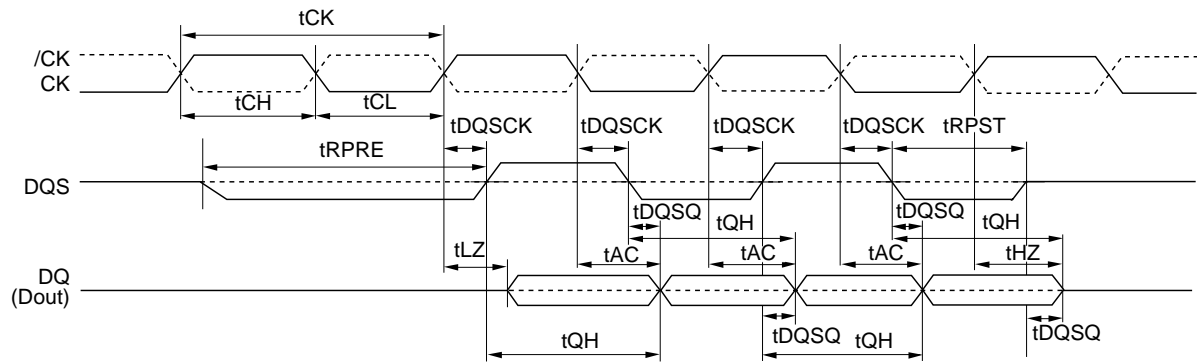 tCK
/CK
CK
tCH tCL
tDQSCK tDQSCK tDQSCK tDQSCK tRPST
tRPRE
DQS
tDQSQ tDQSQ
tQH tQH
tLZ tAC tAC tAC tHZ
DQ
(Dout)
tDQSQ tDQSQ
tQH tQH